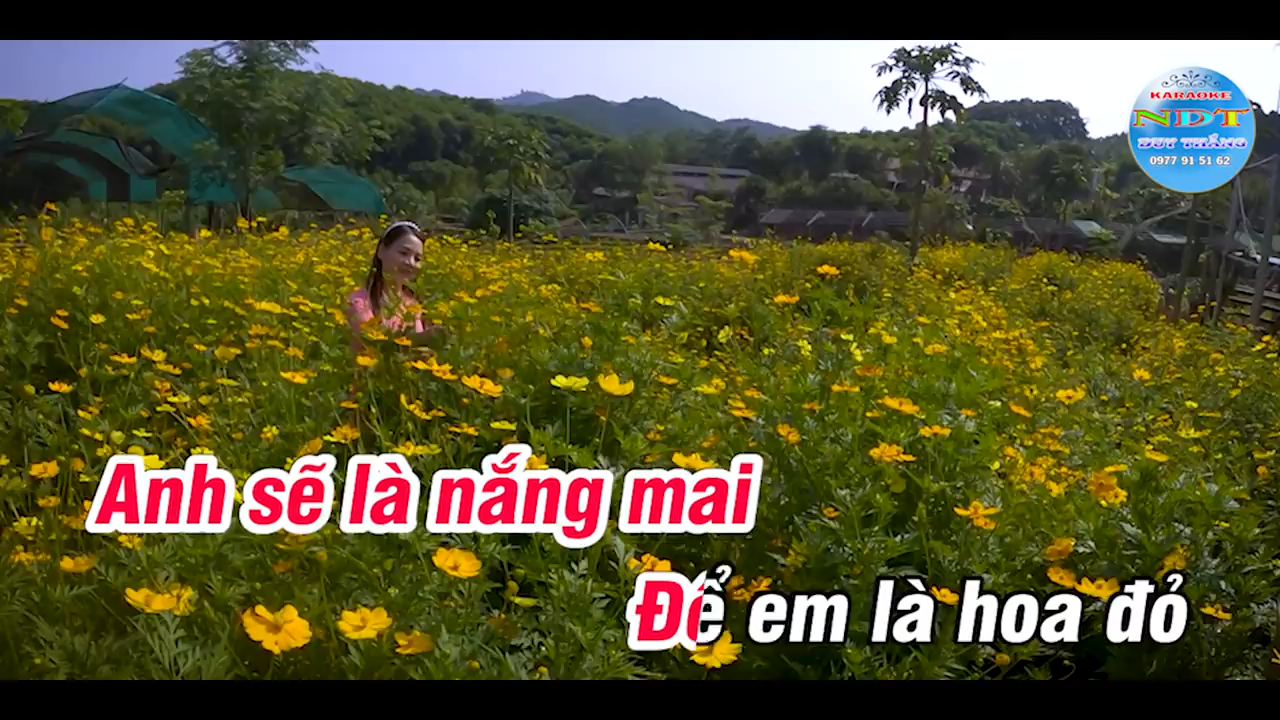 KARAOKE
NDT
DUY THẮNG
0977 91 51 62
Anh sẽ là nắng mai
Để em là hoa đỏ